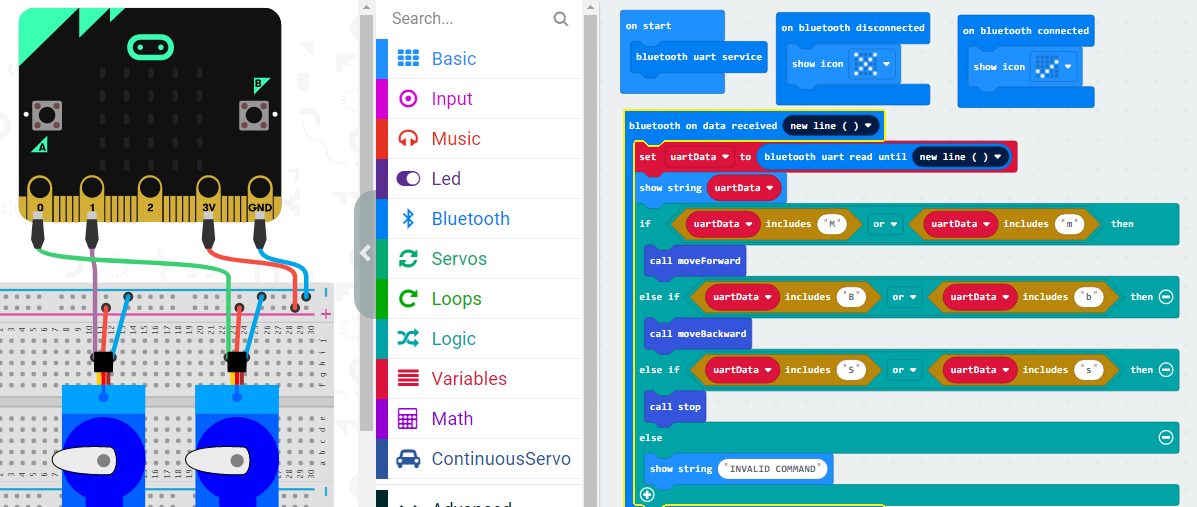 B
A
0 1 2 3V GND
Search...
Basic
Input
Music
Led
Bluetooth
Servos
Loops
Logic
Variables
Math
ContinuousServo
Advanced
on start
bluetooth uart service
on bluetooth disconnected
show icon
on bluetooth connected
show icon
bluetooth on data received new line ( )
set uartData to bluetooth uart read until new line ( )
show string uartData
if uartData includes "M" or uartData includes "m" then
call moveForward
else if uartData includes "B" or uartData includes "b" then
call moveBackward
else if uartData includes "S" or uartData includes "s" then
call stop
else
show string "INVALID COMMAND"